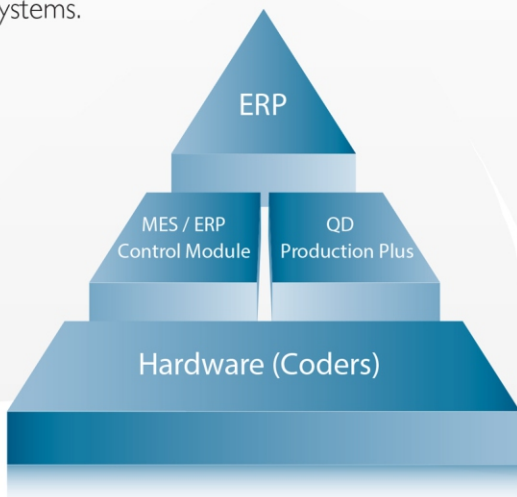 ystems.
ERP
MES / ERP
Control Module
QD
Production Plus
Hardware (Coders)